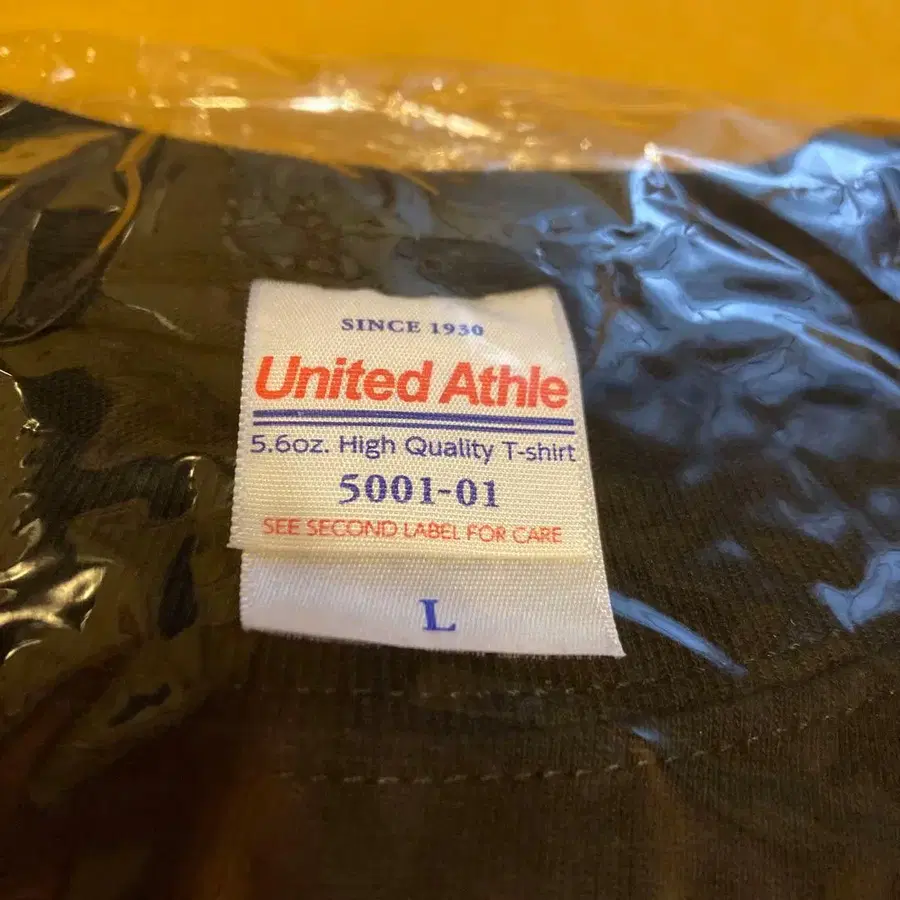 SINCE 1930
United Athle
5.6oz. High Quality T-shirt
5001-01
SEE SECOND LABEL FOR CARE
L